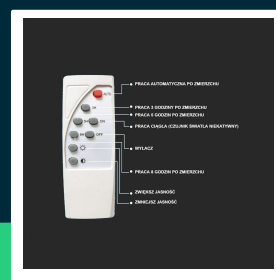 AUTO
PRACA AUTOMATYCZNA PO ZMIERZCHU
3H
PRACA 3 GODZINY PO ZMIERZCHU
PRACA 5 GODZIN PO ZMIERZCHU
5H
ON
PRACA CIĄGŁA (CZUJNIK ŚWIATŁA NIEKATYWNY)
8H
OFF
WYŁĄCZ
PRACA 8 GODZIN PO ZMIERZCHU
ZWIĘKSZ JASNOŚĆ
ZMNIEJSZ JASNOŚĆ